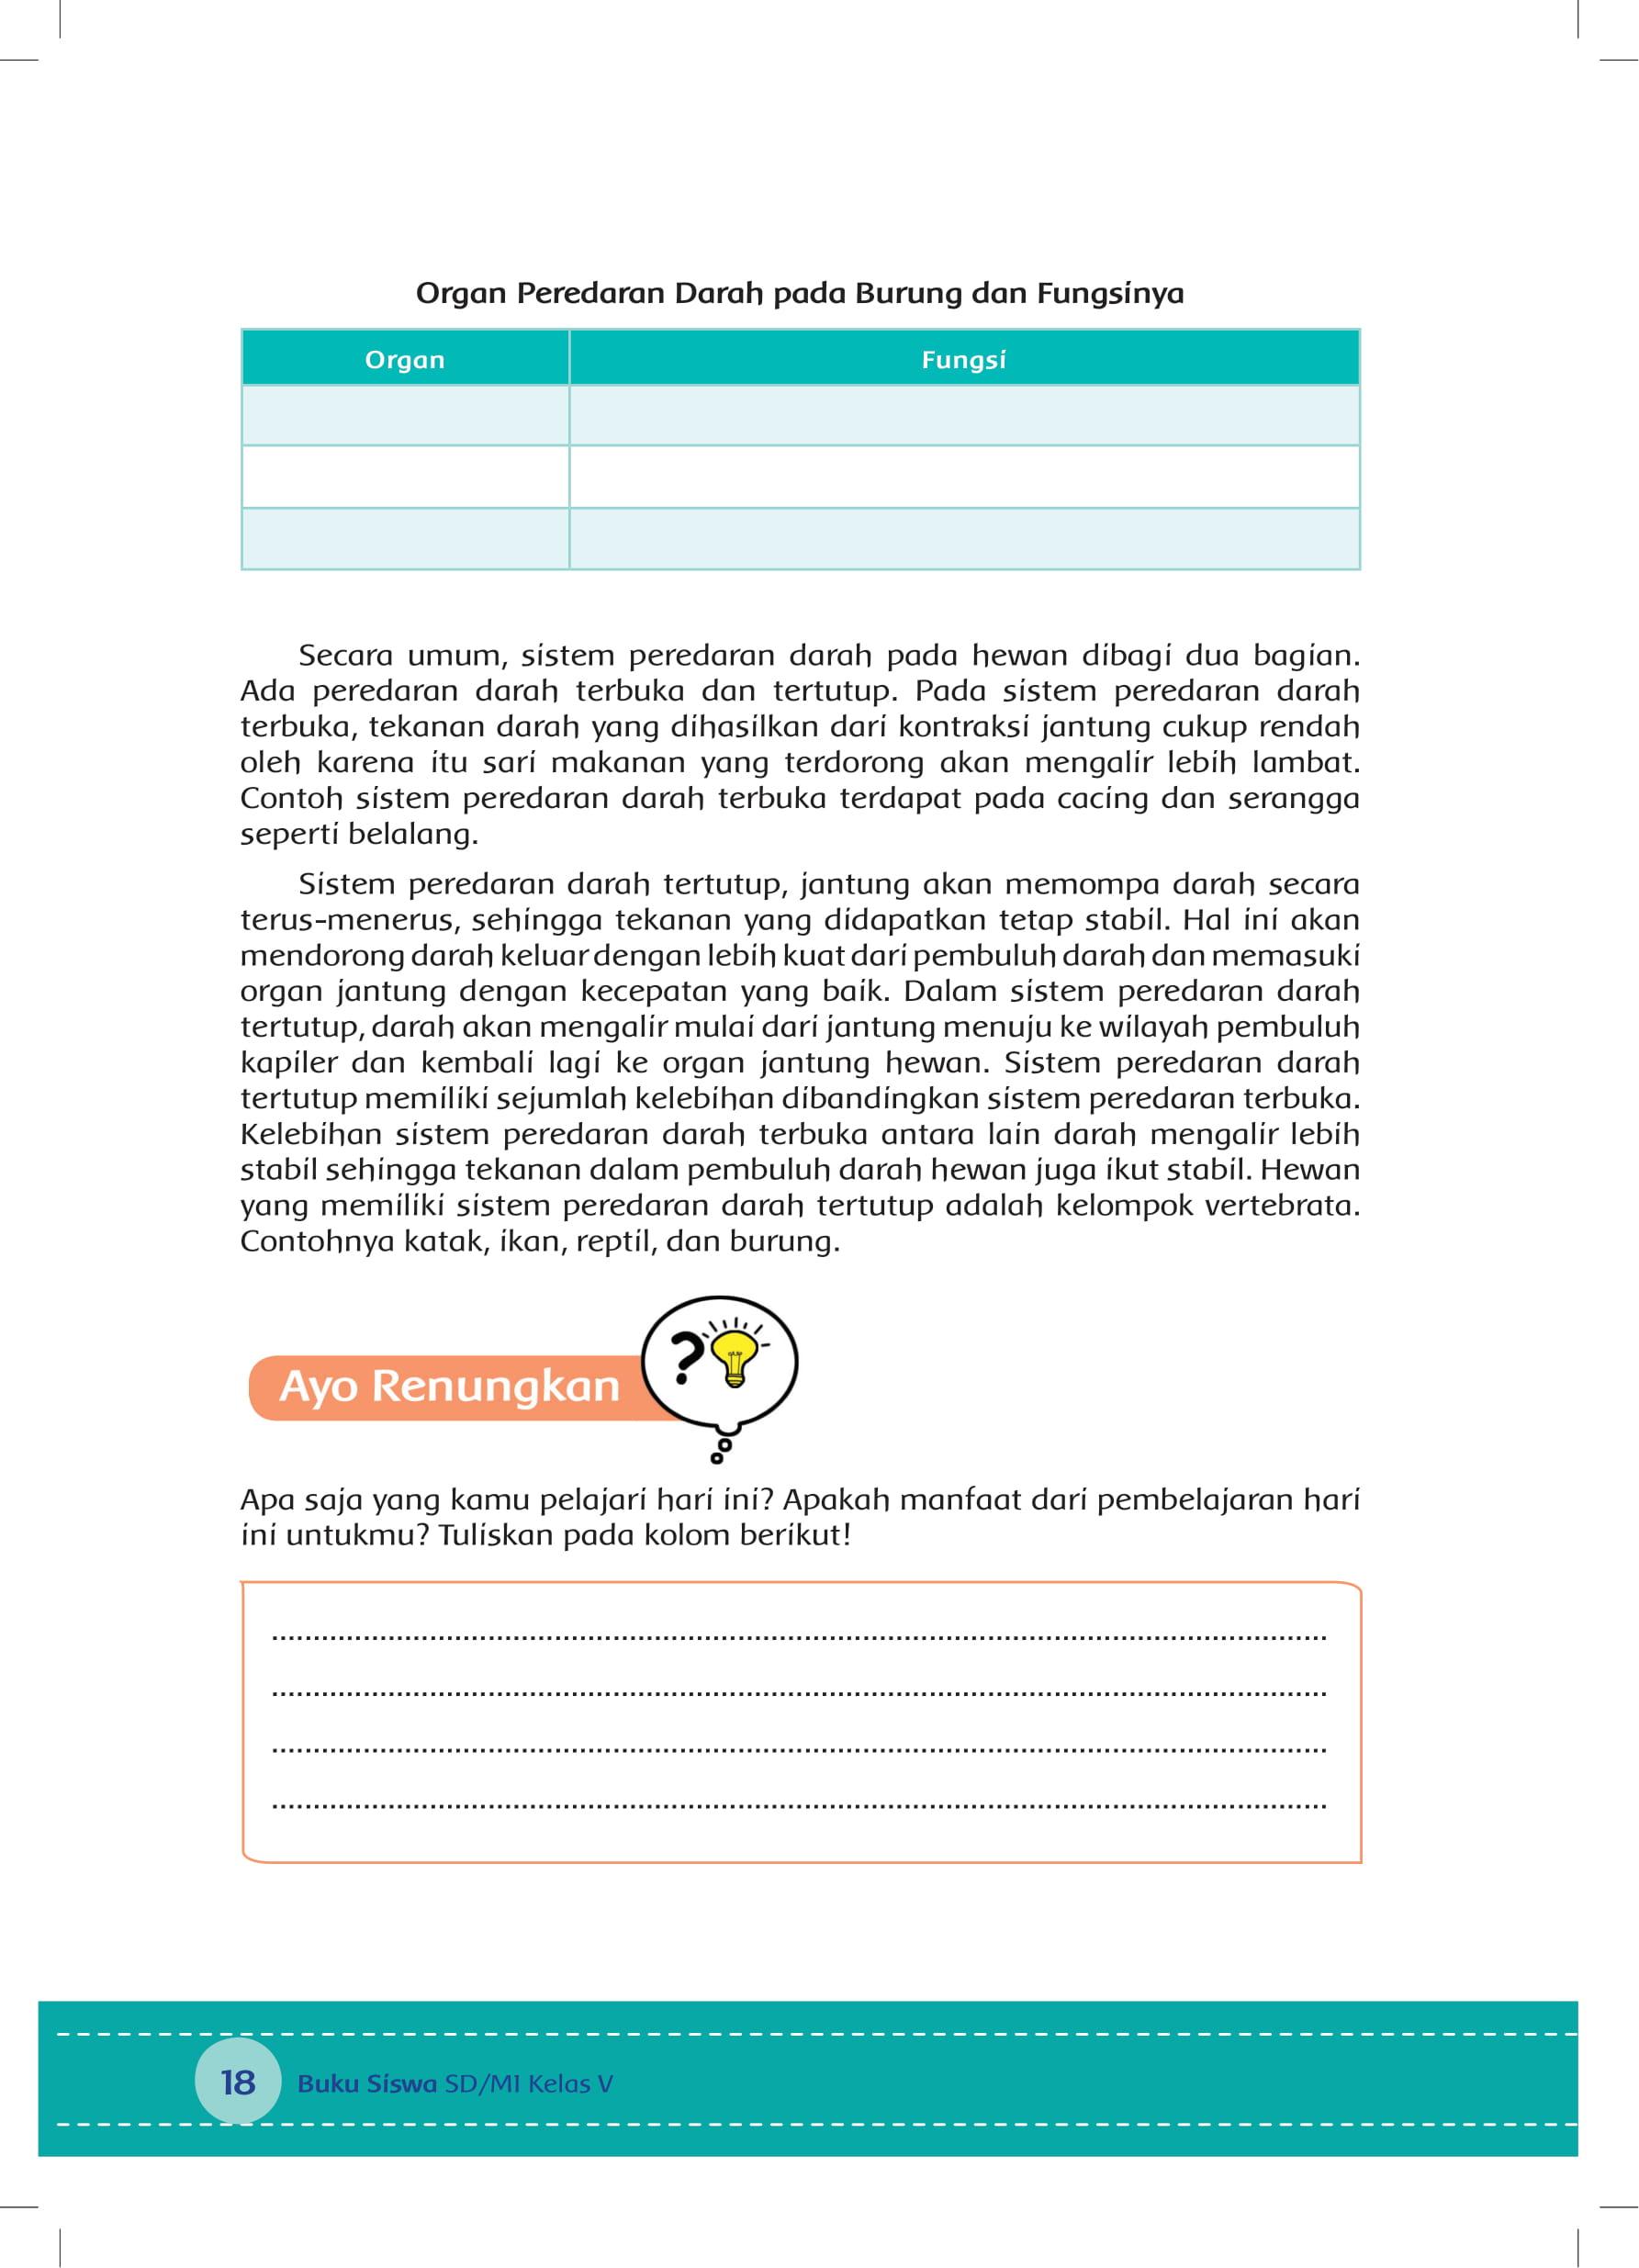 Organ Peredaran Darah pada Burung dan Fungsinya
Organ Fungsi
Secara umum, sistem peredaran darah pada hewan dibagi dua bagian.
Ada peredaran darah terbuka dan tertutup. Pada sistem peredaran darah
terbuka, tekanan darah yang dihasilkan dari kontraksi jantung cukup rendah
oleh karena itu sari makanan yang terdorong akan mengalir lebih lambat.
Contoh sistem peredaran darah terbuka terdapat pada cacing dan serangga
seperti belalang.
Sistem peredaran darah tertutup, jantung akan memompa darah secara
terus-menerus, sehingga tekanan yang didapatkan tetap stabil. Hal ini akan
mendorong darah keluar dengan lebih kuat dari pembuluh darah dan memasuki
organ jantung dengan kecepatan yang baik. Dalam sistem peredaran darah
tertutup, darah akan mengalir mulai dari jantung menuju ke wilayah pembuluh
kapiler dan kembali lagi ke organ jantung hewan. Sistem peredaran darah
tertutup memiliki sejumlah kelebihan dibandingkan sistem peredaran terbuka.
Kelebihan sistem peredaran darah terbuka antara lain darah mengalir lebih
stabil sehingga tekanan dalam pembuluh darah hewan juga ikut stabil. Hewan
yang memiliki sistem peredaran darah tertutup adalah kelompok vertebrata.
Contohnya katak, ikan, reptil, dan burung.
?
Ayo Renungkan
Apa saja yang kamu pelajari hari ini? Apakah manfaat dari pembelajaran hari
ini untukmu? Tuliskan pada kolom berikut!
18 Buku Siswa SD/MI Kelas V